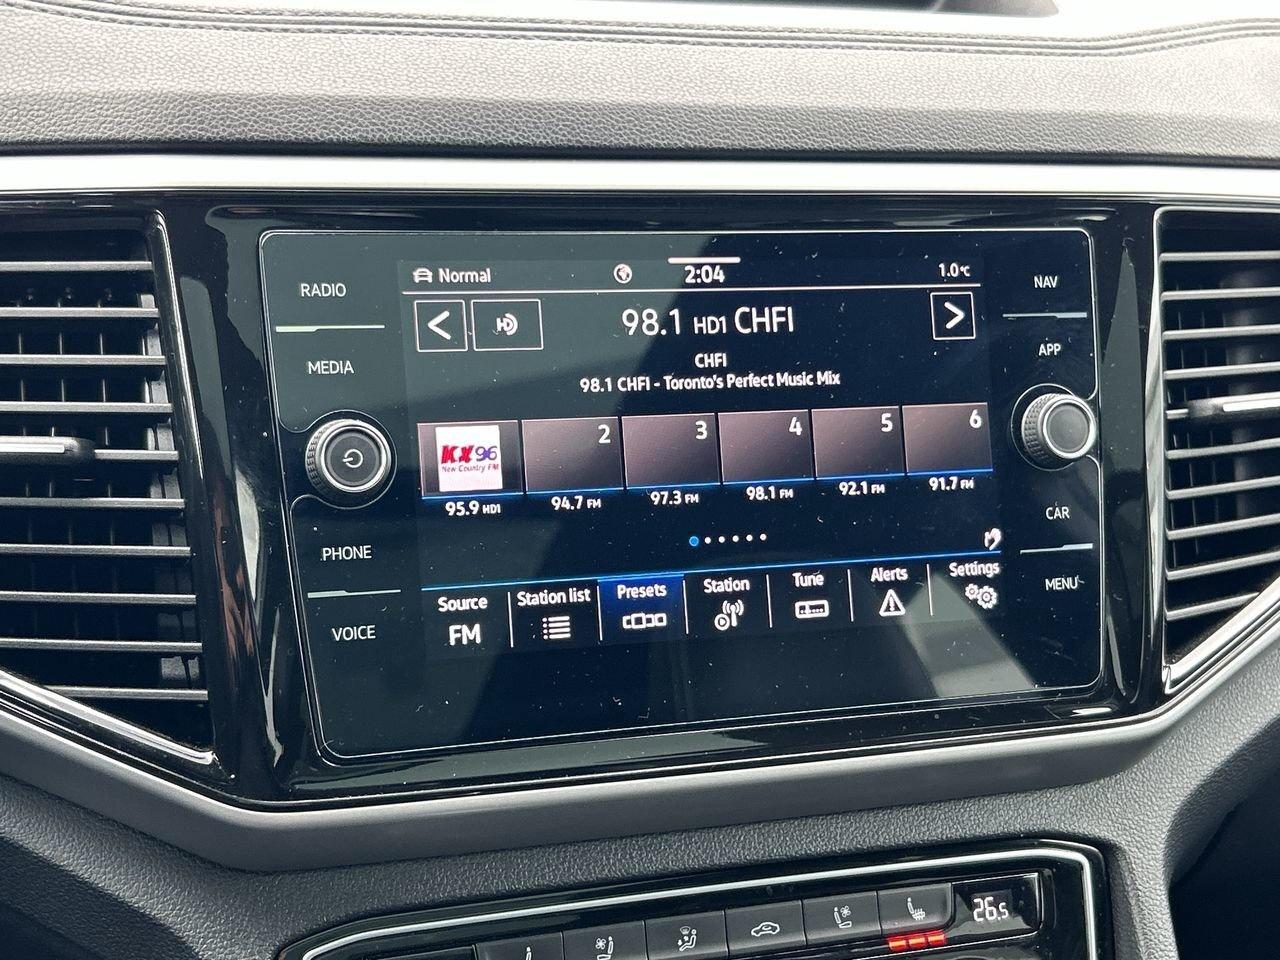 RADIO
MEDIA
PHONE
VOICE
Normal
2:04
1.0°C
HD
98.1 HD1 CHFI
CHFI
98.1 CHFI - Toronto's Perfect Music Mix
KX 96
New Country FM
2
3
4
5
6
95.9 HD1
94.7 FM
97.3 FM
98.1 FM
92.1 FM
91.7 FM
Source
FM
Station list
Presets
Station
Tune
Alerts
Settings
NAV
APP
CAR
MENU
26.5